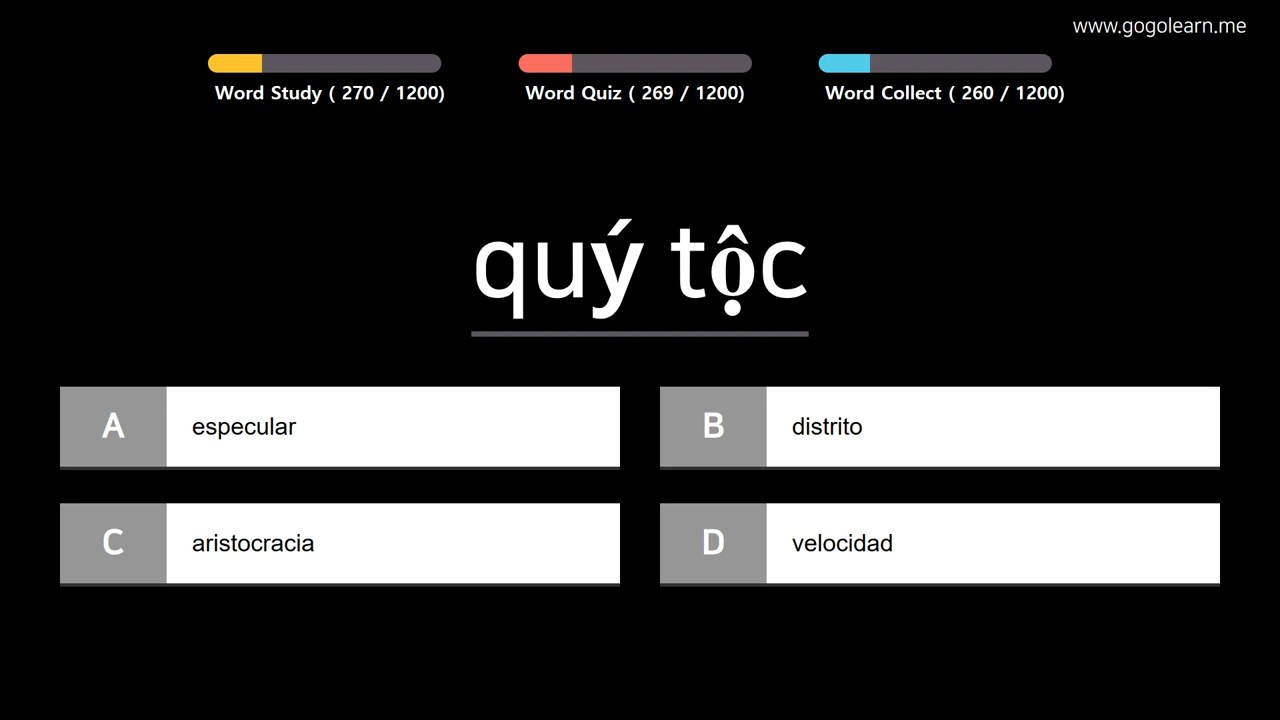 www.gogolearn.me
Word Study ( 270 / 1200)
Word Quiz ( 269 / 1200)
Word Collect ( 260 / 1200)
quý tộc
A especular
B distrito
C aristocracia
D velocidad